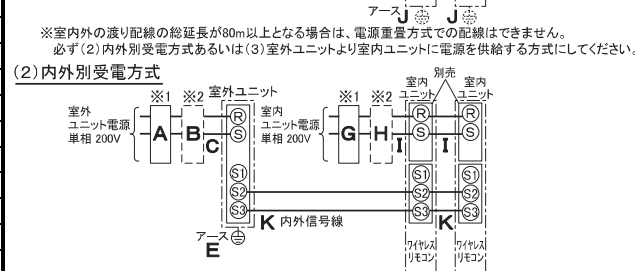 アース J J
※室内外の渡り配線の総延長が80m以上となる場合は、電源重畳方式での配線はできません。
必ず(2)内外別受電方式あるいは(3)室外ユニットより室内ユニットに電源を供給する方式にしてください。
(2)内外別受電方式
別売
※1 ※2 室外ユニット ※1 ※2 室内ユニット 室内ユニット
室外ユニット電源 単相 200V A B C R S
室内ユニット電源 単相 200V G H I R S I R S
S1 S1 S1
S2 S2 S2
S3 S3 S3
K 内外信号線 K
アース E
ワイヤレスリモコン ワイヤレスリモコン